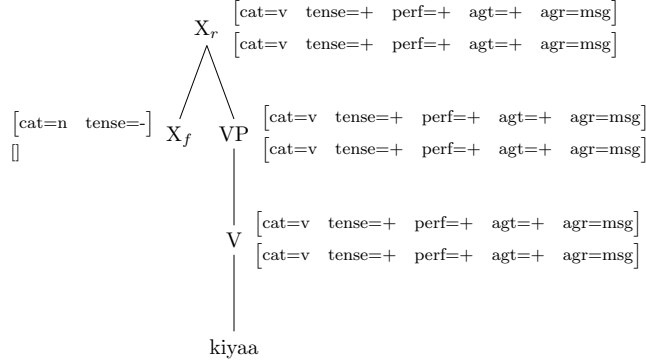 [cat=v tense=+ perf=+ agt=+ agr=msg]
X_r
[cat=v tense=+ perf=+ agt=+ agr=msg]
[cat=n tense=-]
X_f
[]
VP
[cat=v tense=+ perf=+ agt=+ agr=msg]
[cat=v tense=+ perf=+ agt=+ agr=msg]
V
[cat=v tense=+ perf=+ agt=+ agr=msg]
[cat=v tense=+ perf=+ agt=+ agr=msg]
kiyaa